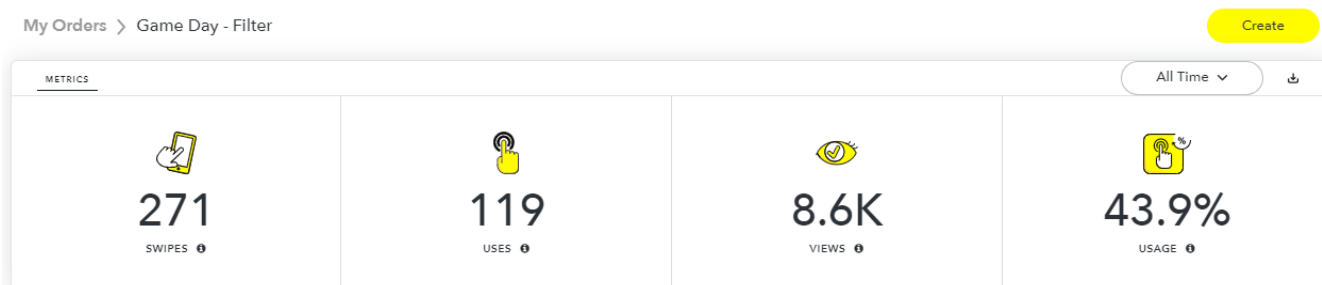 My Orders > Game Day - Filter
Create
METRICS
All Time
271
SWIPES
119
USES
8.6K
VIEWS
%
43.9%
USAGE